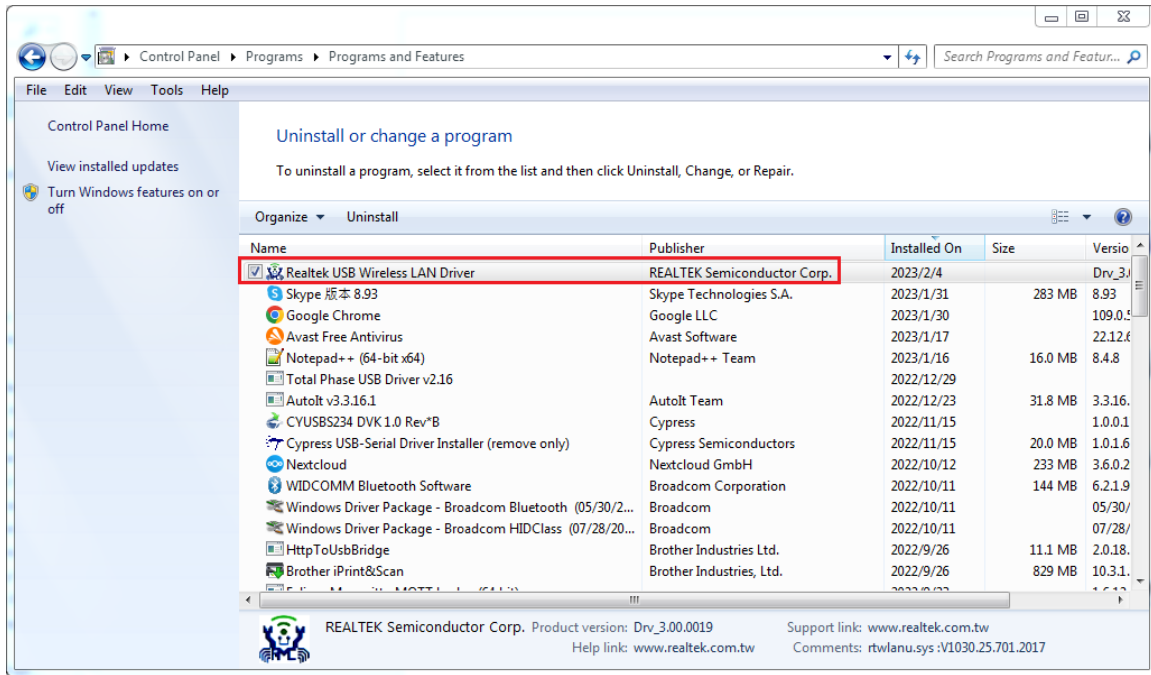 Control Panel Programs Programs and Features Search Programs and Featur...
File Edit View Tools Help
Control Panel Home
View installed updates
Turn Windows features on or
off
Uninstall or change a program
To uninstall a program, select it from the list and then click Uninstall, Change, or Repair.
Organize Uninstall
Name Publisher Installed On Size Versio
Realtek USB Wireless LAN Driver REALTEK Semiconductor Corp. 2023/2/4 Drv_3.
Skype 版本 8.93 Skype Technologies S.A. 2023/1/31 283 MB 8.93
Google Chrome Google LLC 2023/1/30 109.0.5
Avast Free Antivirus Avast Software 2023/1/17 22.12.6
Notepad++ (64-bit x64) Notepad++ Team 2023/1/16 16.0 MB 8.4.8
Total Phase USB Driver v2.16 2022/12/29
AutoIt v3.3.16.1 AutoIt Team 2022/12/23 31.8 MB 3.3.16.
CYUSBS234 DVK 1.0 Rev*B Cypress 2022/11/15 1.0.0.1
Cypress USB-Serial Driver Installer (remove only) Cypress Semiconductors 2022/11/15 20.0 MB 1.0.1.6
Nextcloud Nextcloud GmbH 2022/10/12 233 MB 3.6.0.2
WIDCOMM Bluetooth Software Broadcom Corporation 2022/10/11 144 MB 6.2.1.9
Windows Driver Package - Broadcom Bluetooth (05/30/2... Broadcom 2022/10/11 05/30/
Windows Driver Package - Broadcom HIDClass (07/28/20... Broadcom 2022/10/11 07/28/
HttpToUsbBridge Brother Industries Ltd. 2022/9/26 11.1 MB 2.0.18.
Brother iPrint&Scan Brother Industries, Ltd. 2022/9/26 829 MB 10.3.1.
REALTEK Semiconductor Corp. Product version: Drv_3.00.0019 Support link: www.realtek.com.tw
Help link: www.realtek.com.tw Comments: rtwlanu.sys :V1030.25.701.2017